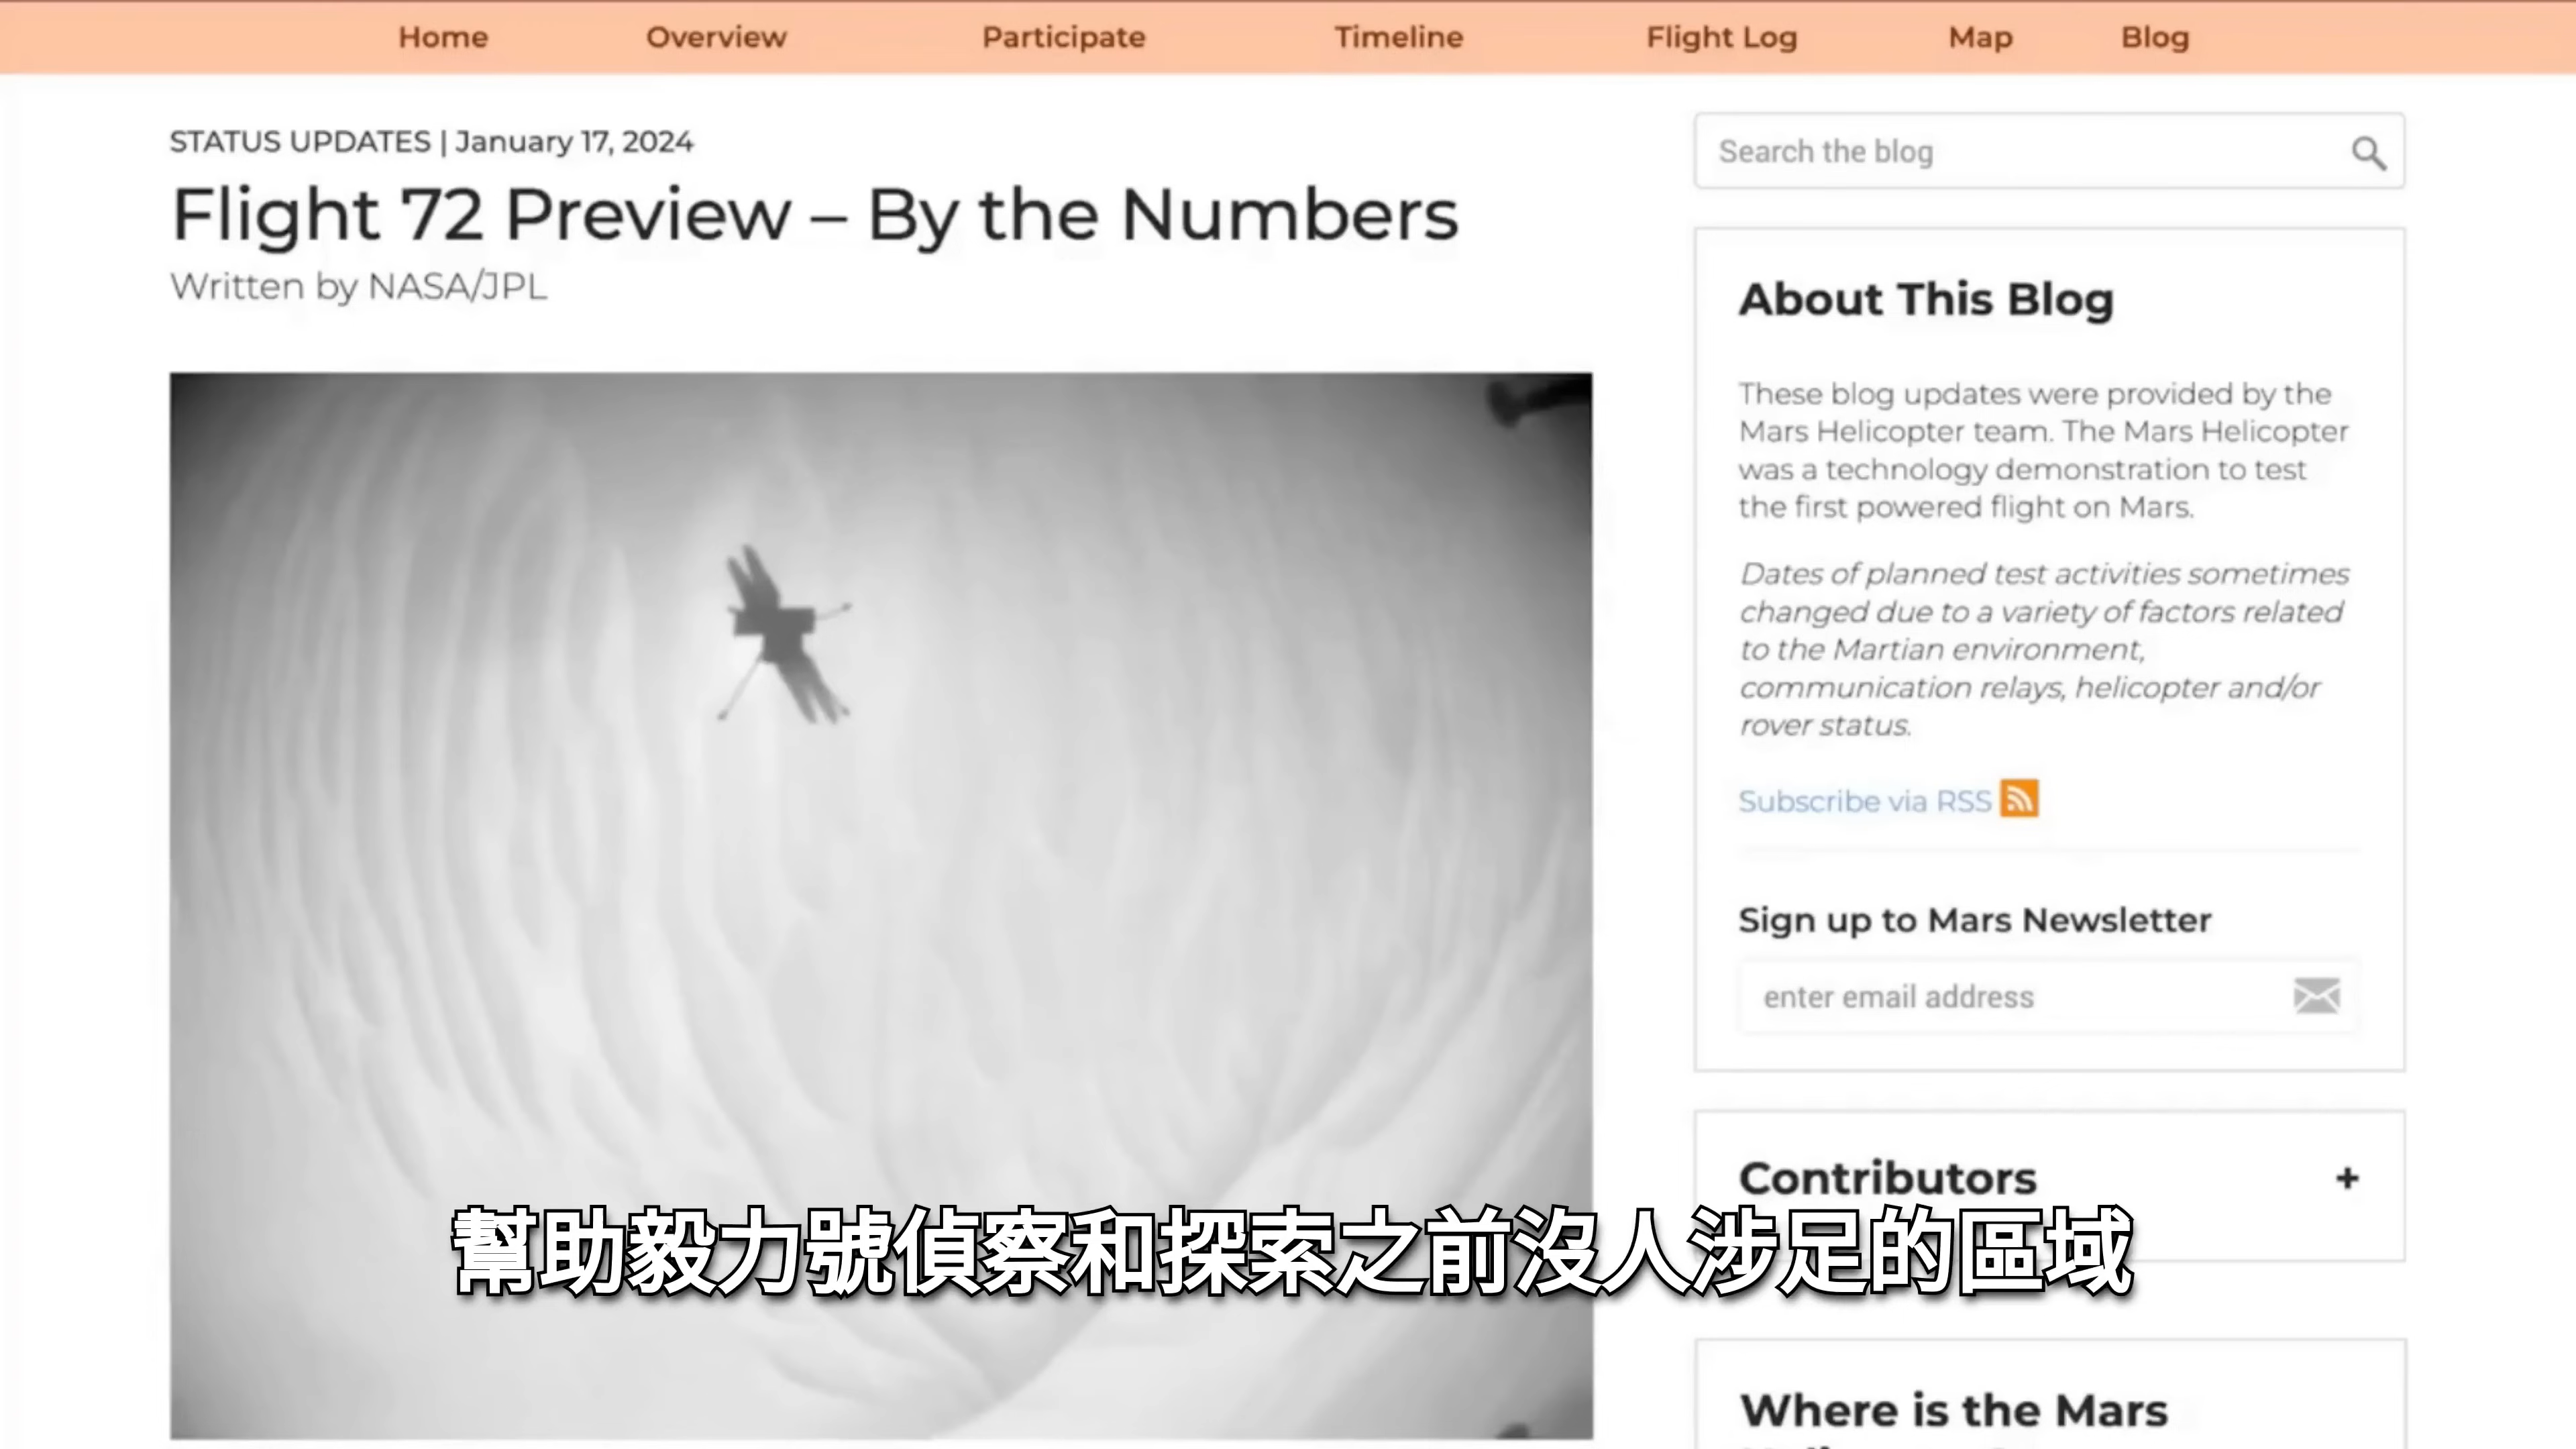 Home Overview Participate Timeline Flight Log Map Blog
STATUS UPDATES | January 17, 2024
Flight 72 Preview – By the Numbers
Written by NASA/JPL
Search the blog
About This Blog
These blog updates were provided by the
Mars Helicopter team. The Mars Helicopter
was a technology demonstration to test
the first powered flight on Mars.
Dates of planned test activities sometimes
changed due to a variety of factors related
to the Martian environment,
communication relays, helicopter and/or
rover status.
Subscribe via RSS
Sign up to Mars Newsletter
enter email address
Contributors +
幫助毅力號偵察和探索之前沒人涉足的區域
Where is the Mars